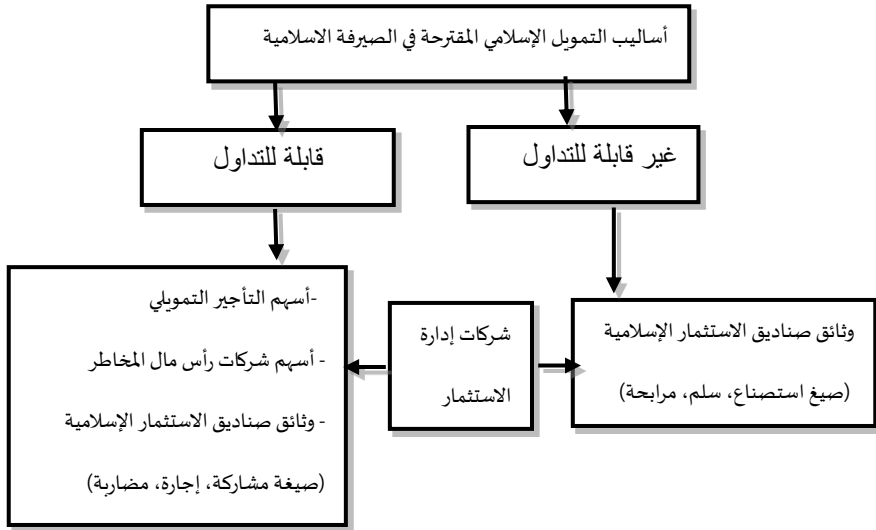 أساليب التمويل الإسلامي المقترحة في الصيرفة الاسلامية
غير قابلة للتداول
قابلة للتداول
وثائق صناديق الاستثمار الإسلامية
(صيغ استصناع، سلم، مرابحة)
شركات إدارة
الاستثمار
-أسهم التأجير التمويلي
- أسهم شركات رأس مال المخاطر
- وثائق صناديق الاستثمار الإسلامية
(صيغة مشاركة، إجارة، مضاربة)